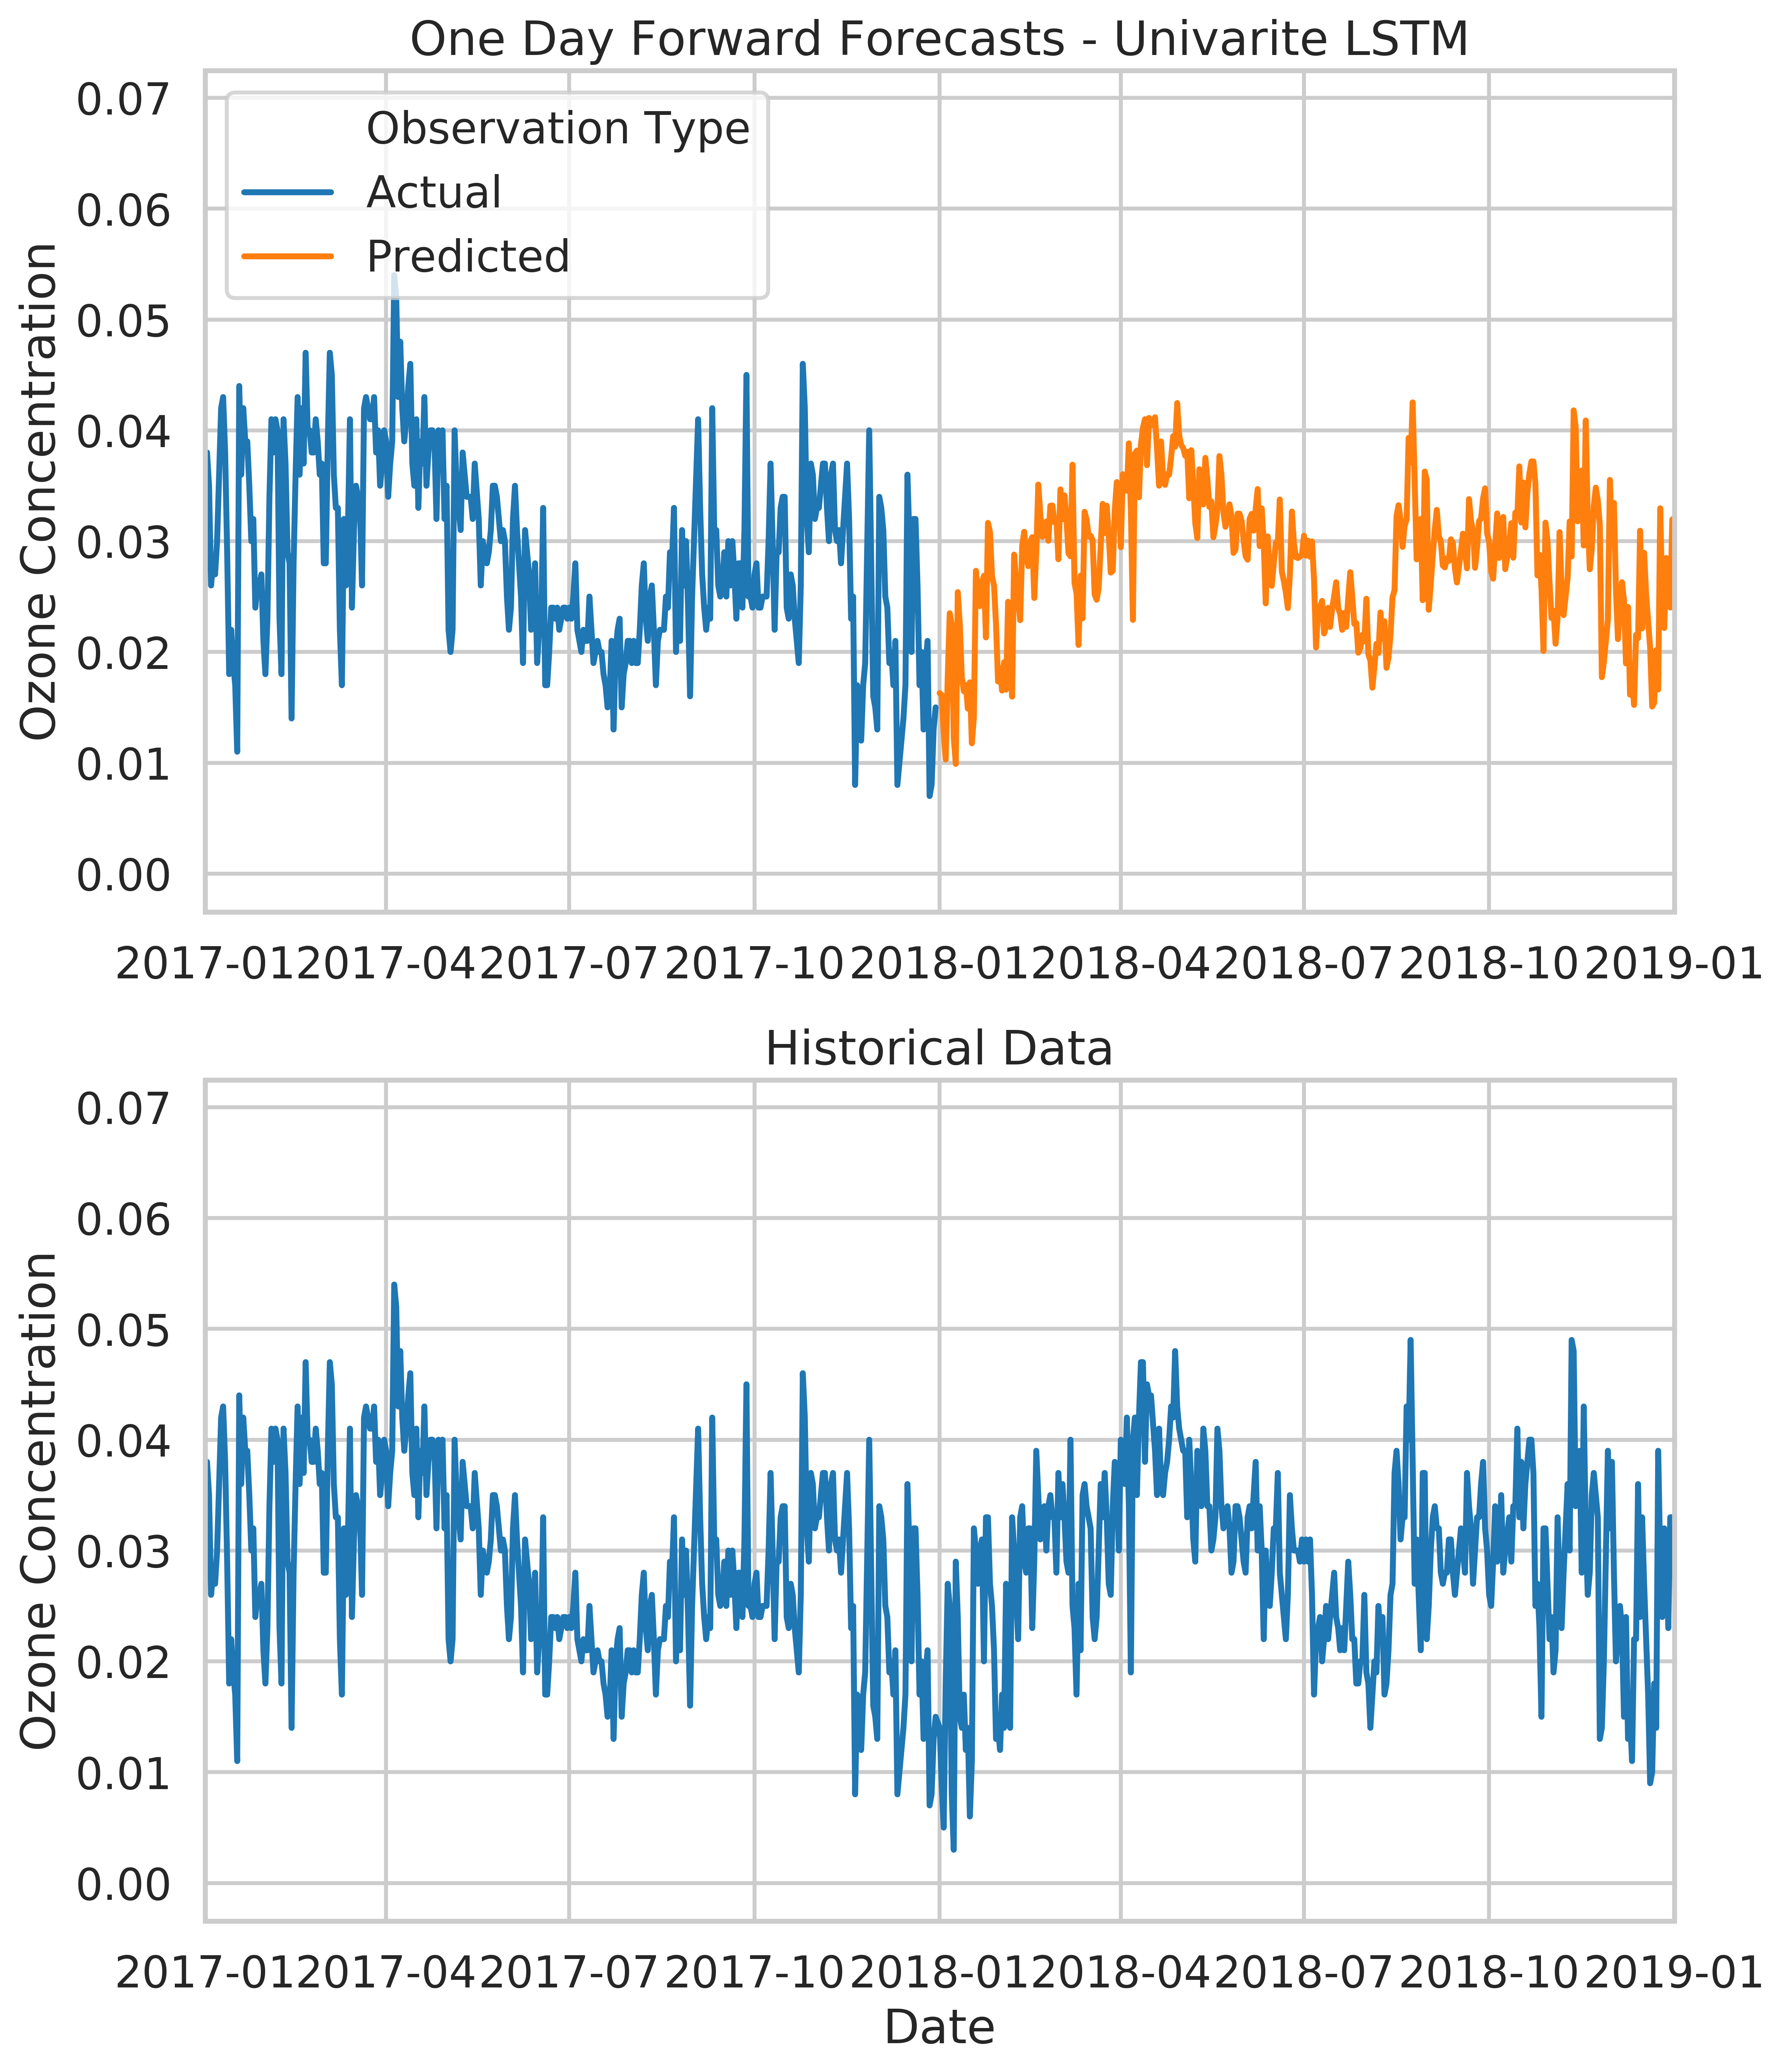 One Day Forward Forecasts - Univarite LSTM
0.07
0.06
0.05
0.04
0.03
0.02
0.01
0.00
Ozone Concentration
Observation Type
Actual
Predicted
2017-01 2017-04 2017-07 2017-10 2018-01 2018-04 2018-07 2018-10 2019-01
Historical Data
0.07
0.06
0.05
0.04
0.03
0.02
0.01
0.00
Ozone Concentration
2017-01 2017-04 2017-07 2017-10 2018-01 2018-04 2018-07 2018-10 2019-01
Date